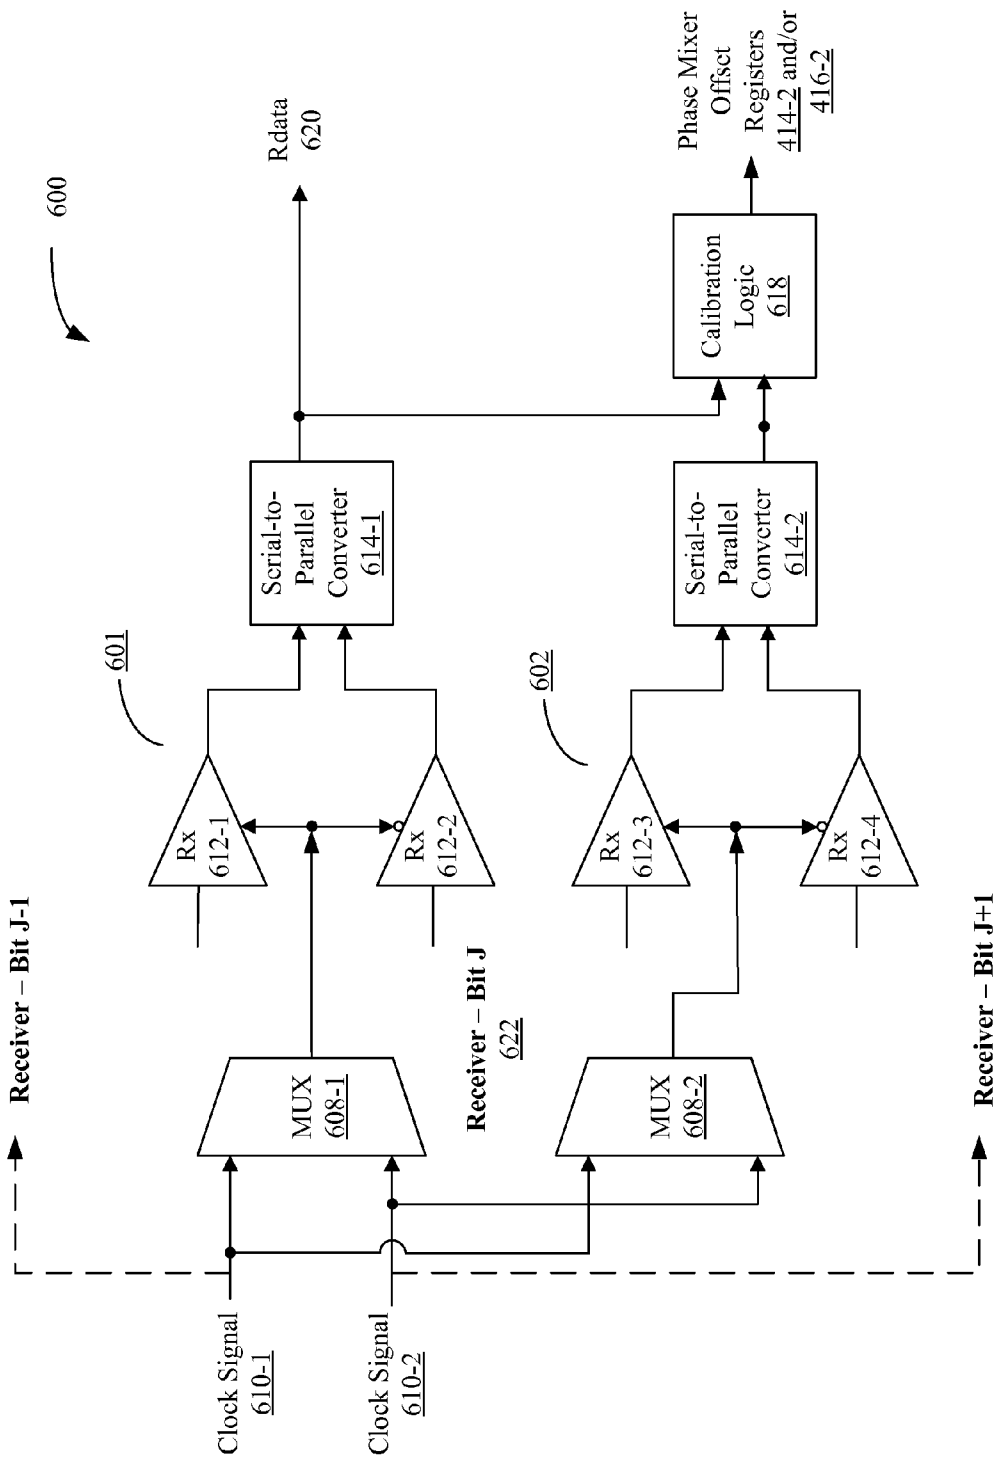 600
Receiver – Bit J-1
Clock Signal
610-1
Clock Signal
610-2
MUX
608-1
Rx
612-1
Rx
612-2
601
Serial-to-
Parallel
Converter
614-1
Rdata
620
Receiver – Bit J
622
MUX
608-2
Rx
612-3
Rx
612-4
602
Serial-to-
Parallel
Converter
614-2
Calibration
Logic
618
Phase Mixer
Offset
Registers
414-2 and/or
416-2
Receiver – Bit J+1